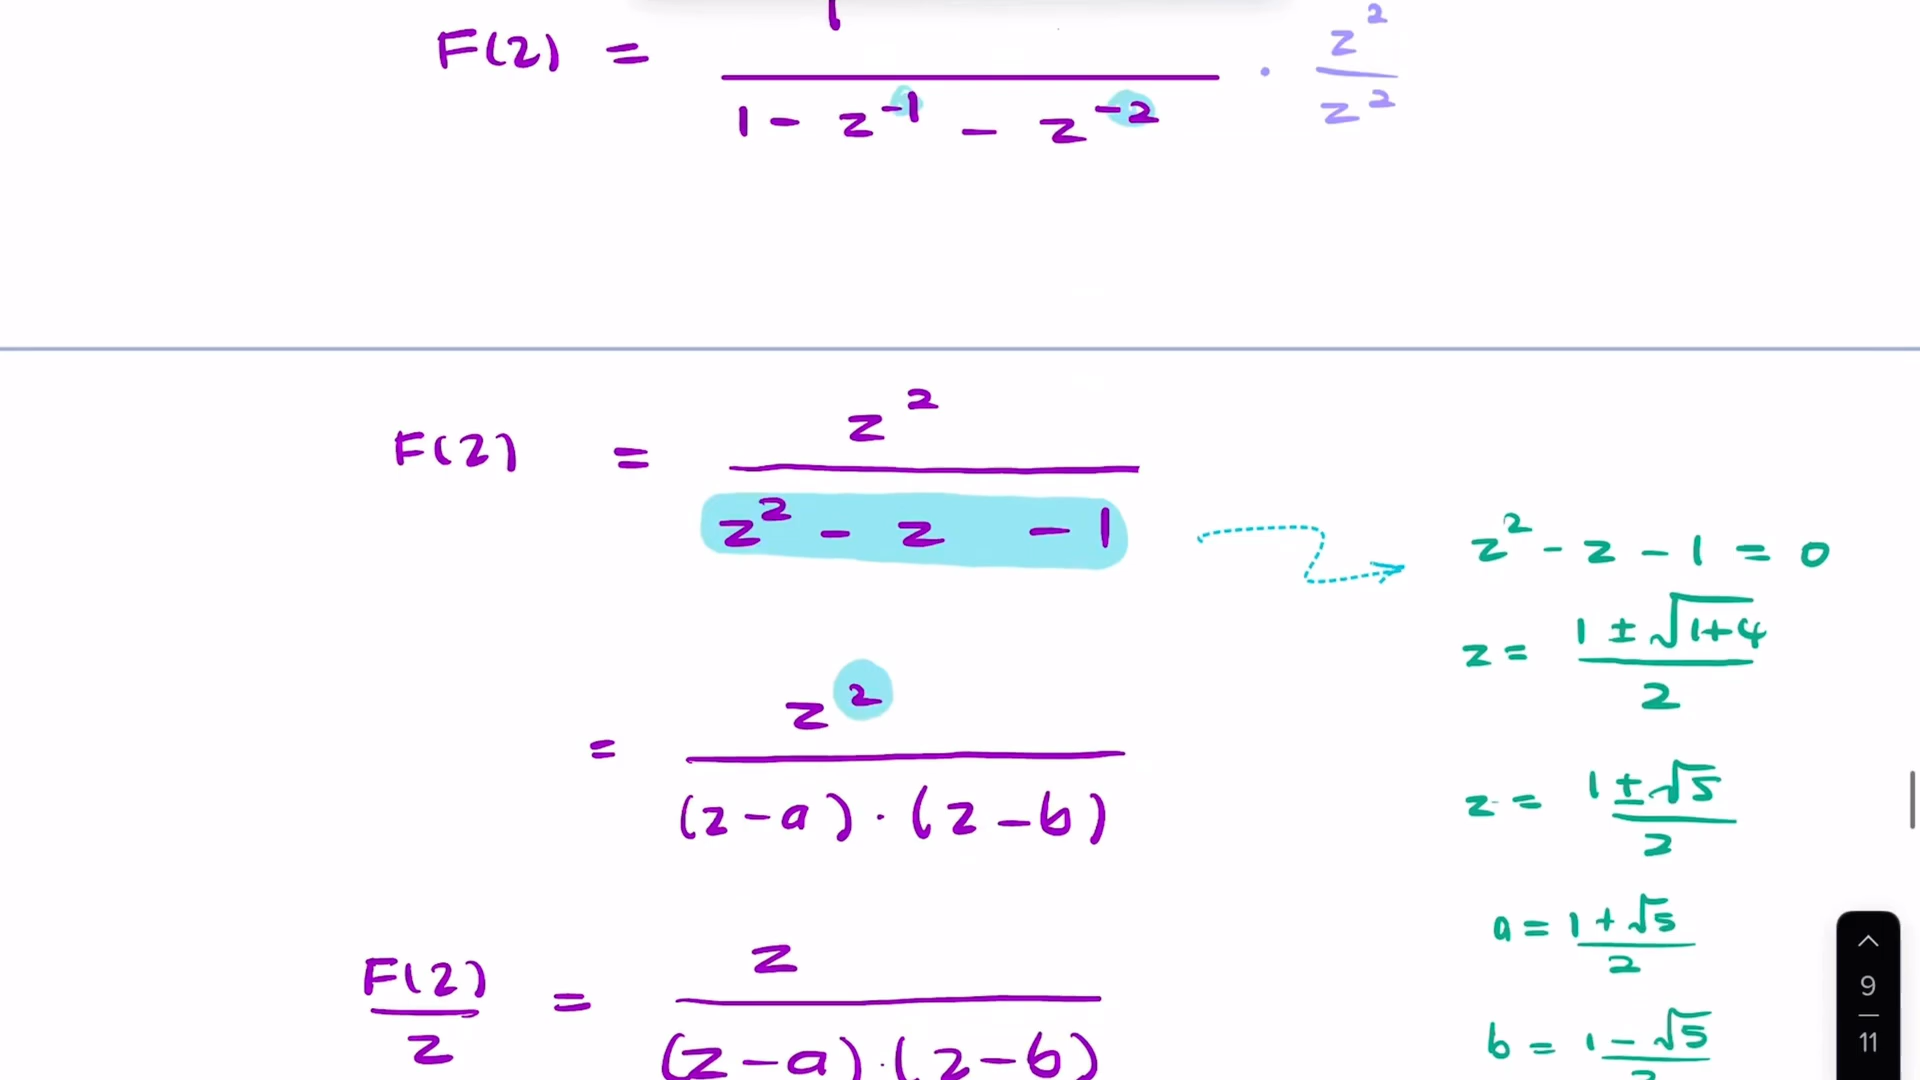 F(z) = 1 / (1 - z^-1 - z^-2) · z^2 / z^2
F(z) = z^2 / (z^2 - z - 1)
z^2 - z - 1 = 0
z = (1 ± √(1+4)) / 2
= z^2 / ((z-a)·(z-b))
z = (1 ± √5) / 2
a = (1 + √5) / 2
F(z) / z = z / ((z-a)·(z-b))
b = (1 - √5) / 2
9
11